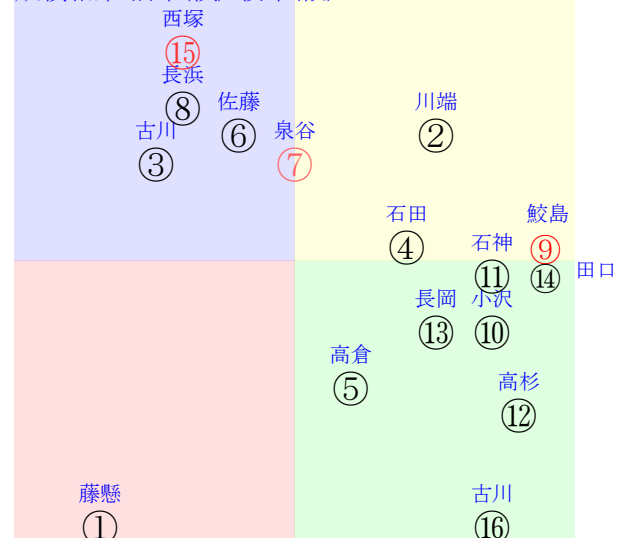 西塚
⑮
長浜
⑧
佐藤
⑥
川端
②
古川
③
泉谷
⑦
石田
④
鮫島
⑨
石神
⑪
田口
⑭
長岡
⑬
小沢
⑩
高倉
⑤
高杉
⑫
藤懸
①
古川
⑯